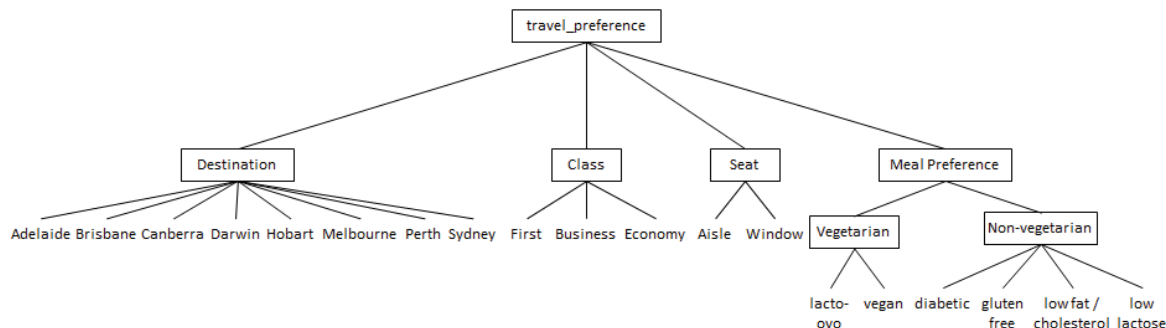 travel_preference
Destination
Class
Seat
Meal Preference
Adelaide Brisbane Canberra Darwin Hobart Melbourne Perth Sydney
First Business Economy
Aisle Window
Vegetarian
Non-vegetarian
lacto-
ovo
vegan
diabetic
gluten
free
low fat /
cholesterol
low
lactose